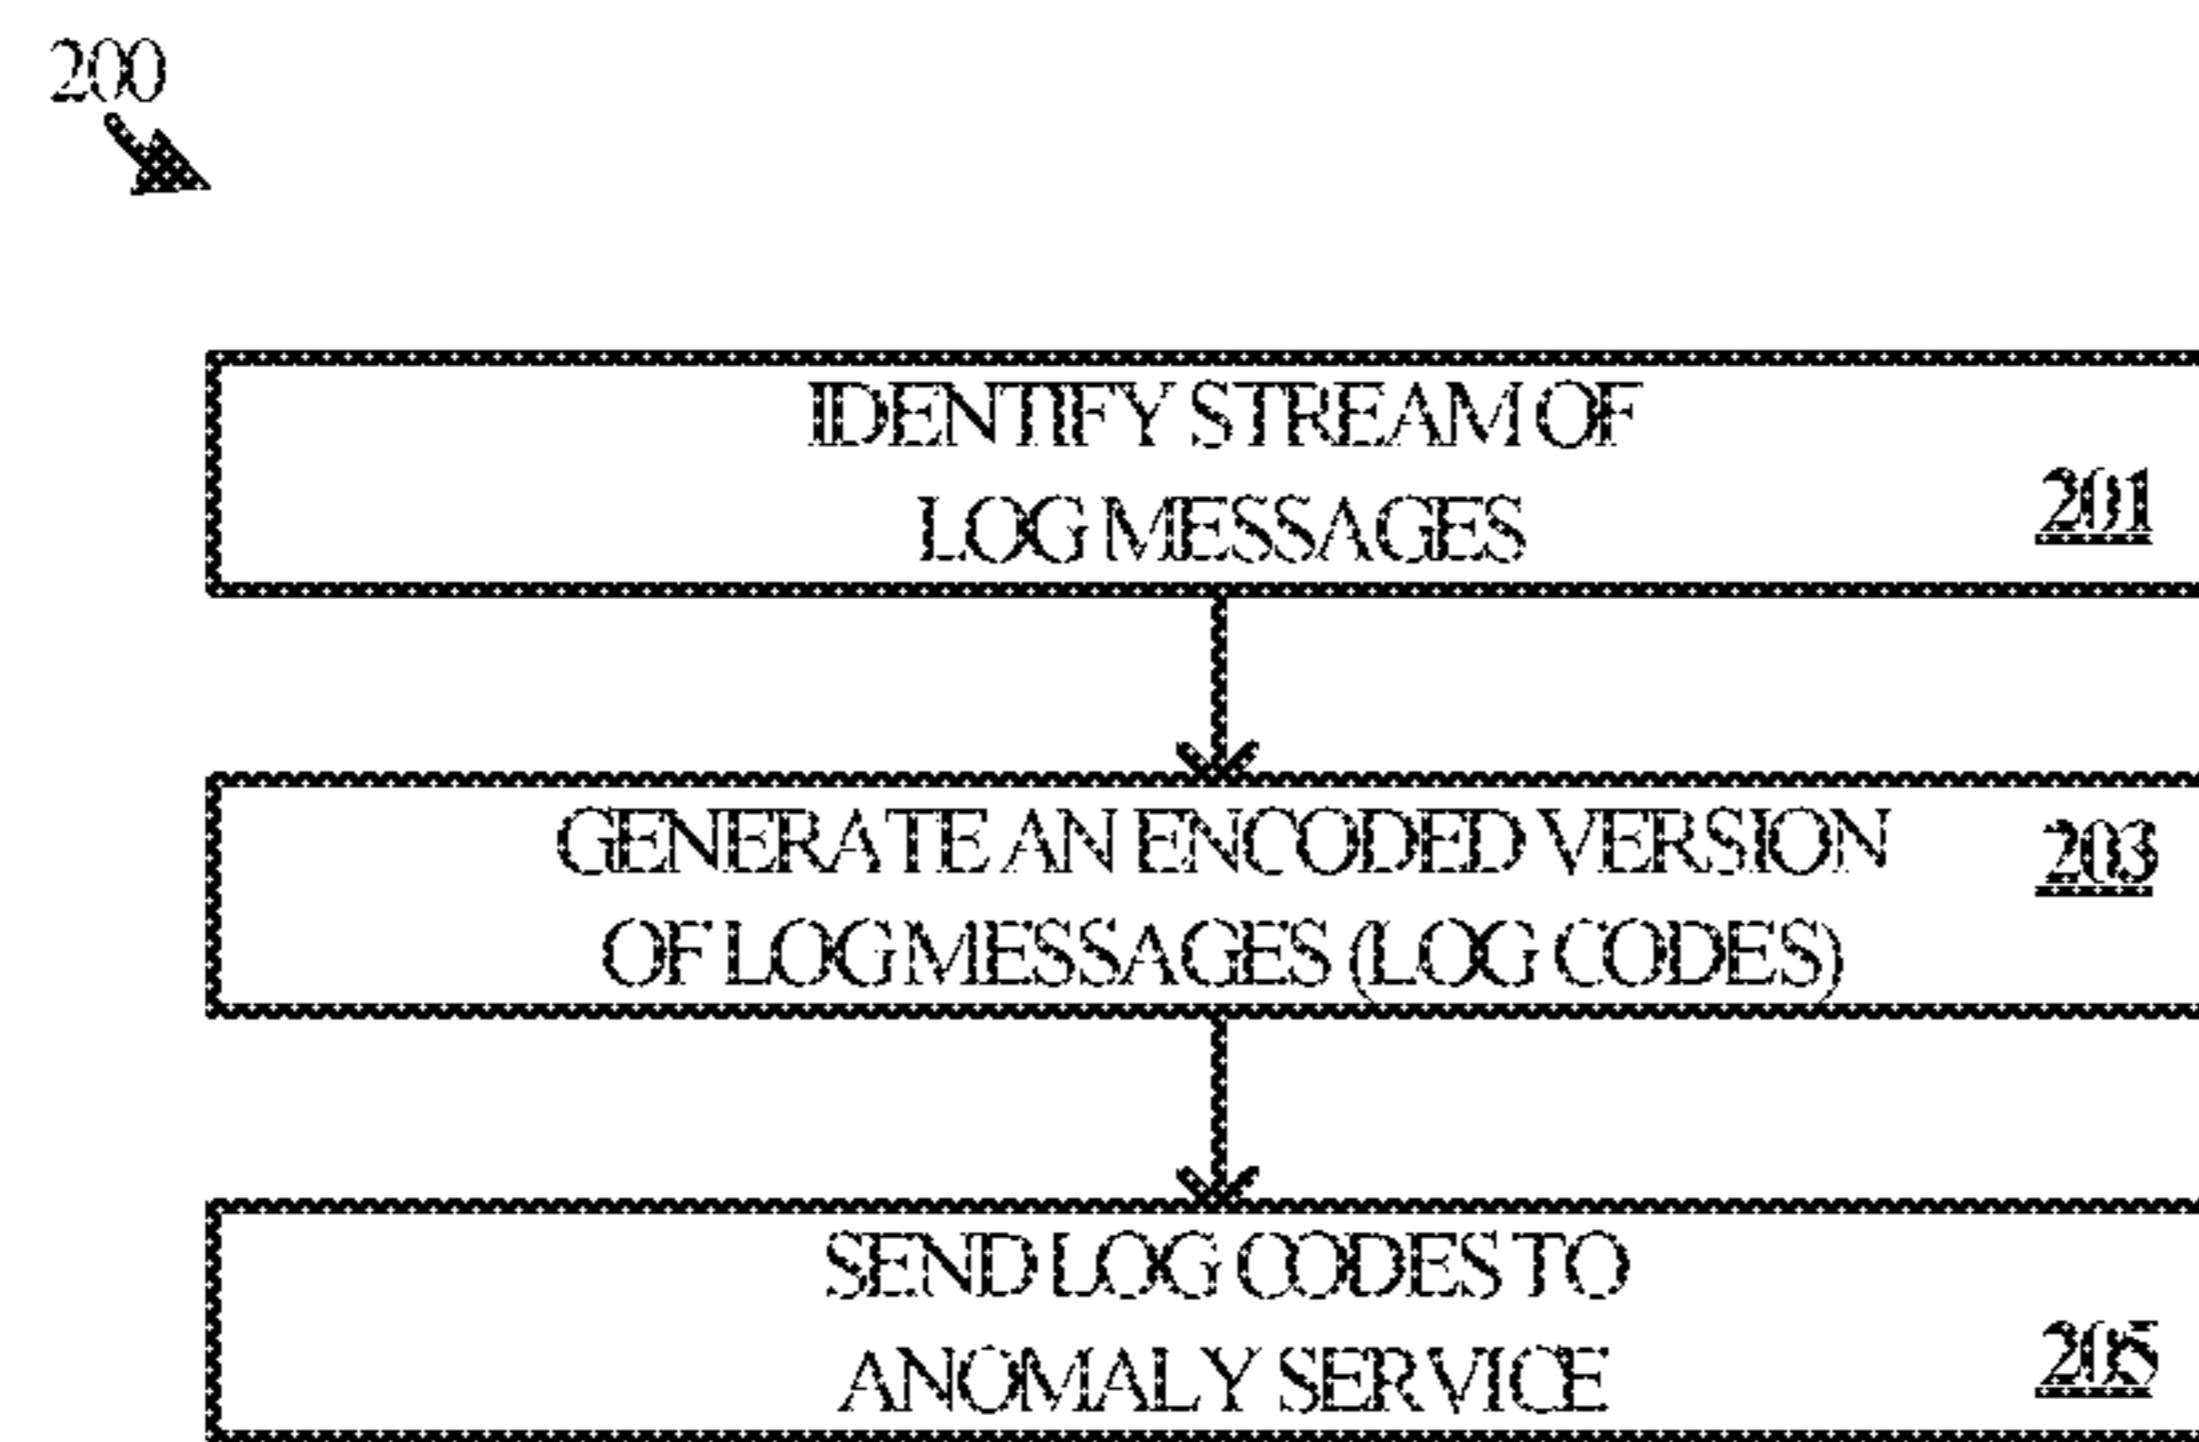 200
IDENTIFY STREAM OF
LOG MESSAGES
201
GENERATE AN ENCODED VERSION
203
OF LOG MESSAGES (LOG CODES)
SEND LOG CODES TO
ANOMALY SERVICE
205